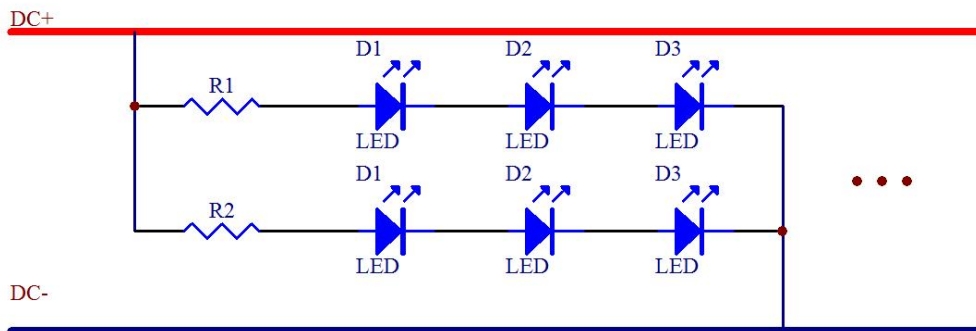 DC+
D1 D2 D3
R1
LED LED LED
D1 D2 D3
R2
LED LED LED
DC-